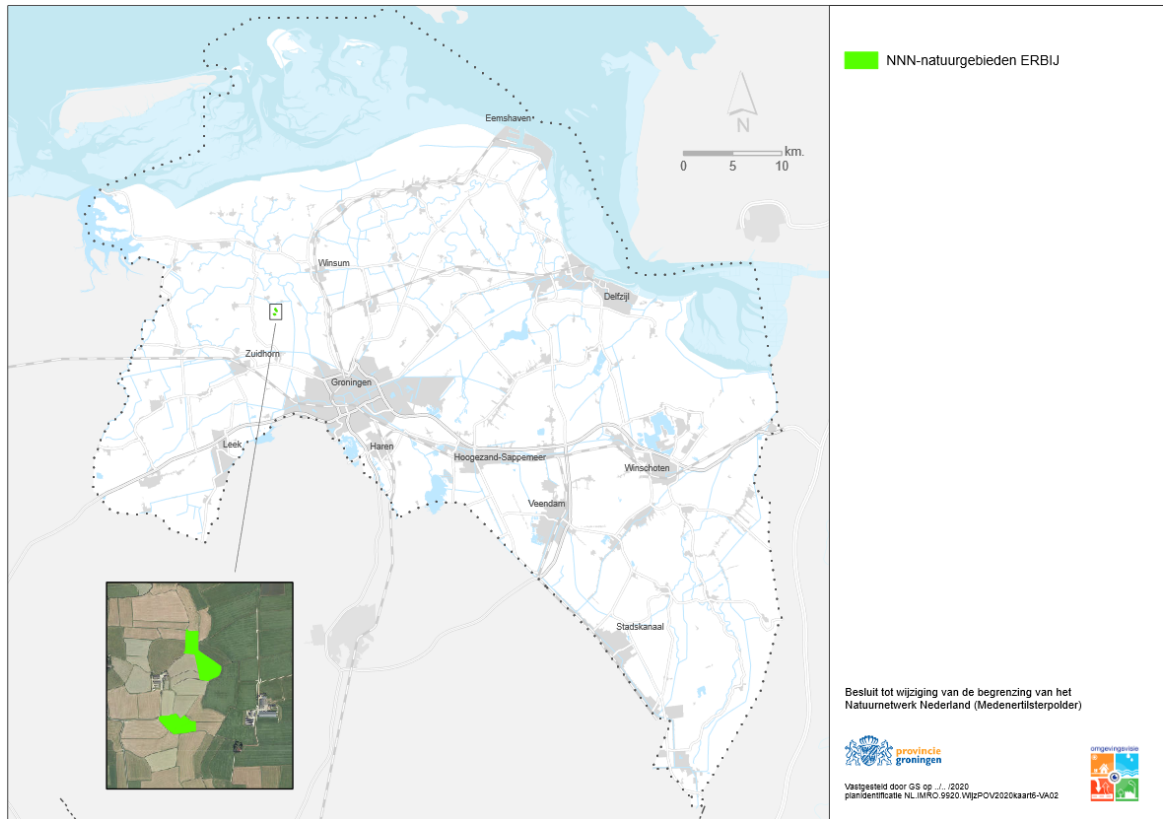 NNN-natuurgebieden ERBIJ
Eemshaven
N
km.
0 5 10
Winsum
Delfzijl
Zuidhorn
Groningen
Leek
Haren
Hoogezand-Sappemeer
Winschoten
Veendam
Stadskanaal
Besluit tot wijziging van de begrenzing van het
Natuurnetwerk Nederland (Medenertilsterpolder)
provincie
groningen
omgevingsvisie
Vastgesteld door GS op ../.. /2020
planidentificatie NL.IMRO.9920.WijzPOV2020kaart6-VA02